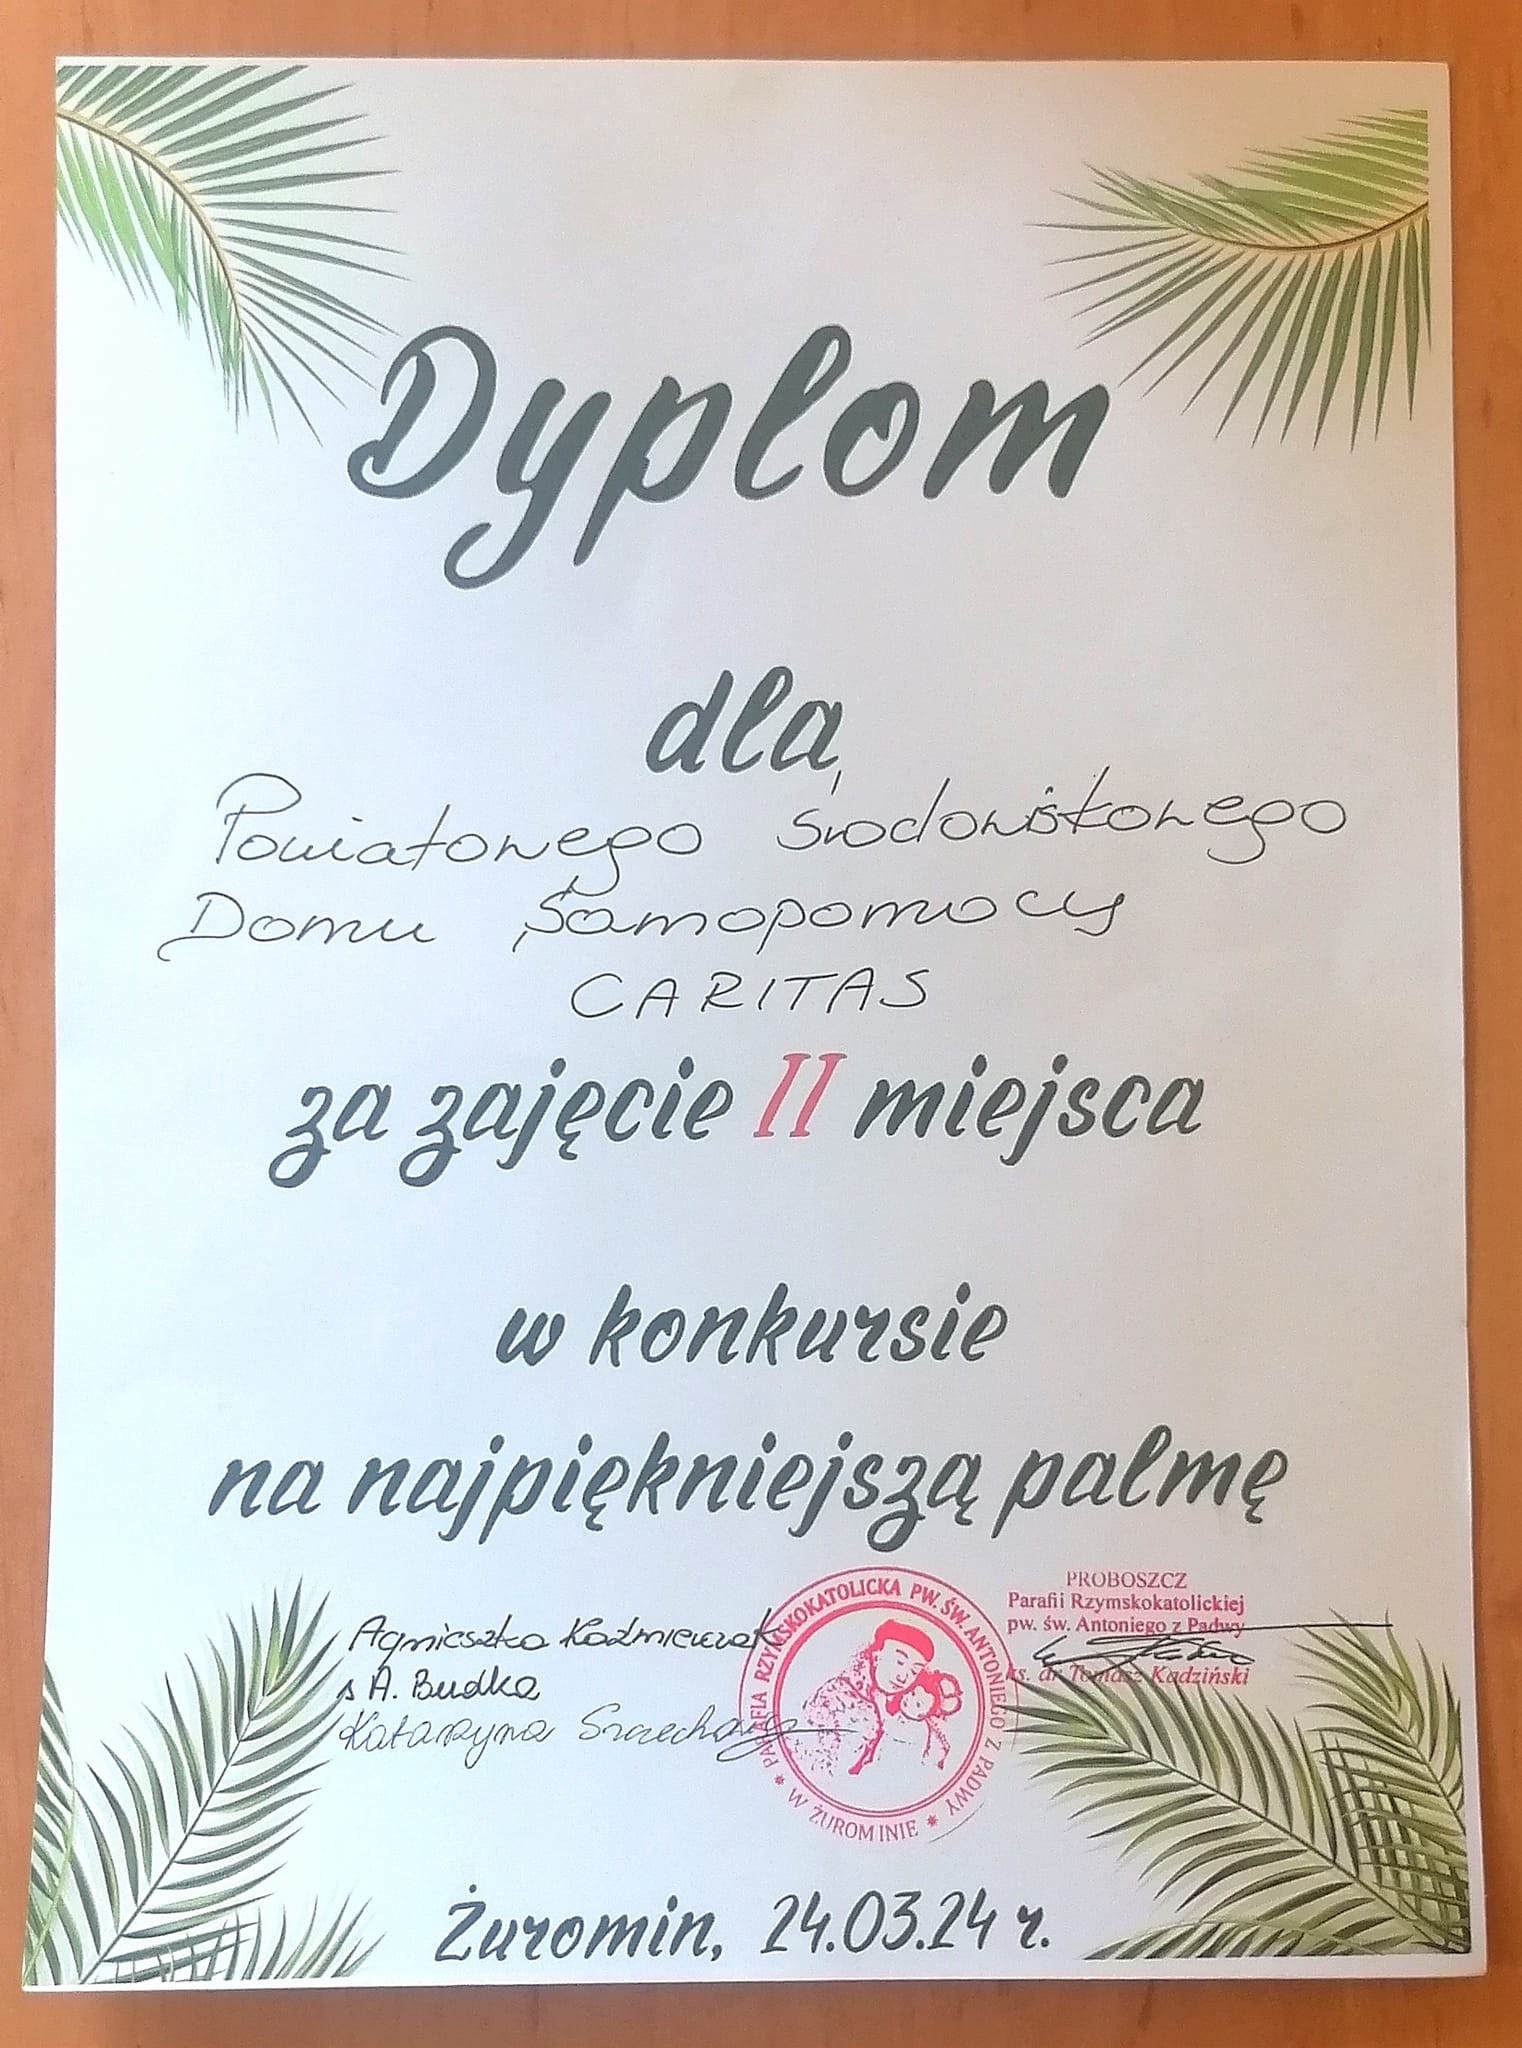 Dyplom
dla
Powiatowego Środowiskowego
Domu Samopomocy
CARITAS
za zajęcie II miejsca
w konkursie
na najpiękniejszą palmę
Agnieszka Kaźmierczak
s A. Budka
Katarzyna
PARAFIA RZYMSKOKATOLICKA PW. ŚW. ANTONIEGO Z PADWY
* W ŻUROMINIE *
PROBOSZCZ
Parafii Rzymskokatolickiej
pw. św. Antoniego z Padwy
ks. dr Tomasz Kadziński
Żuromin, 24.03.24 r.